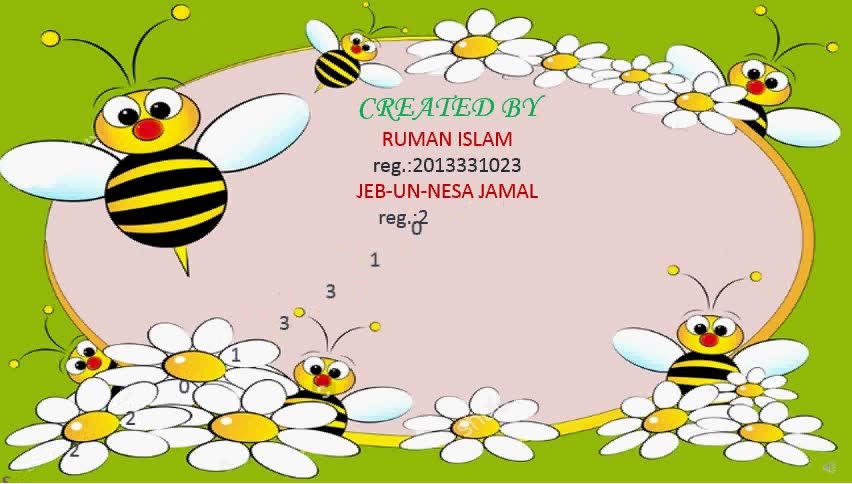 CREATED BY
RUMAN ISLAM
reg.:2013331023
JEB-UN-NESA JAMAL
reg.:2
0
1
3
3
1
0
2
2